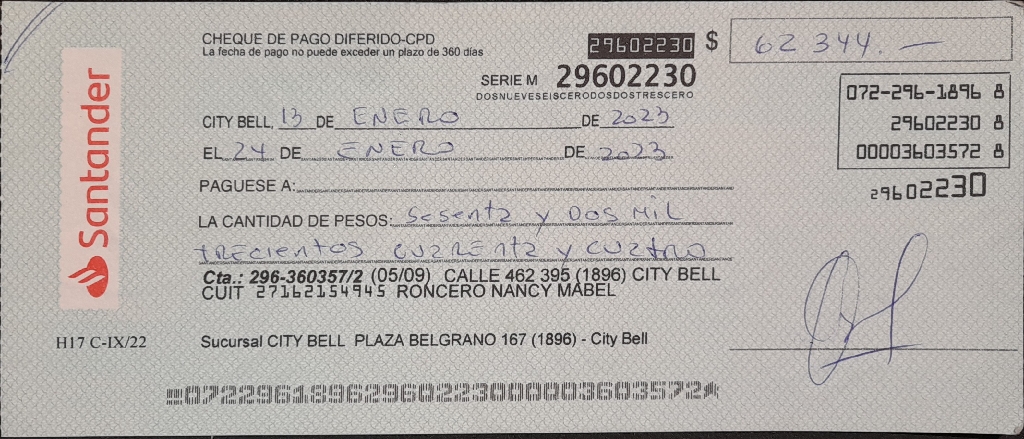 Santander
CHEQUE DE PAGO DIFERIDO-CPD
La fecha de pago no puede exceder un plazo de 360 días
29602230 $ 62 344. —
SERIE M 29602230
DOSNUEVESEISCERODOSDOSTRESCERO
072-296-1896 8
29602230 8
00003603572 8
29602230
CITY BELL, 13 DE ENERO DE 2023
EL 24 DE ENERO DE 2023
PAGUESE A:
LA CANTIDAD DE PESOS: Sesenta y Dos Mil
trecientos cuarenta y cuatro
Cta.: 296-360357/2 (05/09) CALLE 462 395 (1896) CITY BELL
CUIT 27162154945 RONCERO NANCY MABEL
H17 C-IX/22
Sucursal CITY BELL PLAZA BELGRANO 167 (1896) - City Bell
07229618962960223000003603572